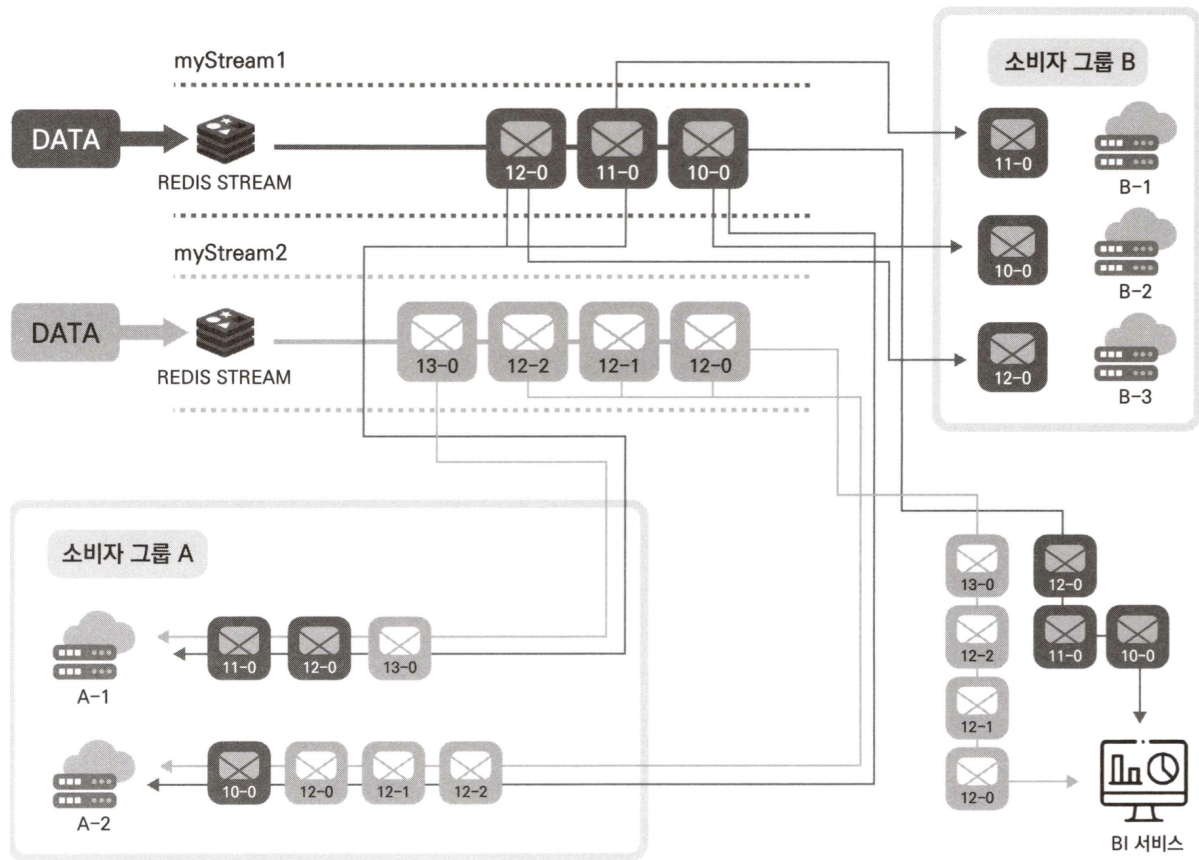 myStream1
DATA
REDIS STREAM
12-0
11-0
10-0
myStream2
DATA
REDIS STREAM
13-0
12-2
12-1
12-0
소비자 그룹 B
11-0
B-1
10-0
B-2
12-0
B-3
소비자 그룹 A
11-0
12-0
13-0
A-1
10-0
12-0
12-1
12-2
A-2
13-0
12-2
12-1
12-0
12-0
11-0
10-0
BI 서비스